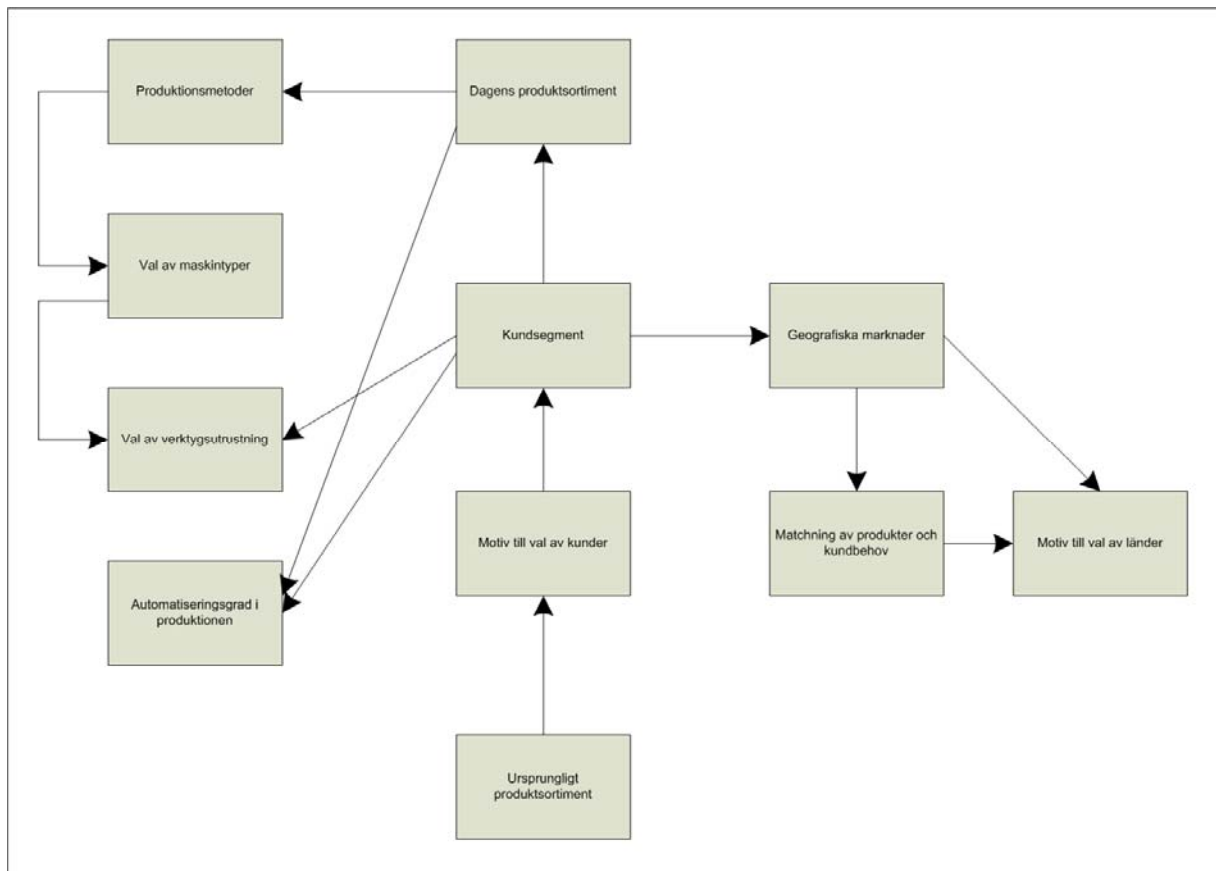 Produktionsmetoder
Dagens produktsortiment
Val av maskintyper
Kundsegment
Geografiska marknader
Val av verktygsutrustning
Motiv till val av kunder
Matchning av produkter och
kundbehov
Motiv till val av länder
Automatiseringsgrad i
produktionen
Ursprungligt
produktsortiment